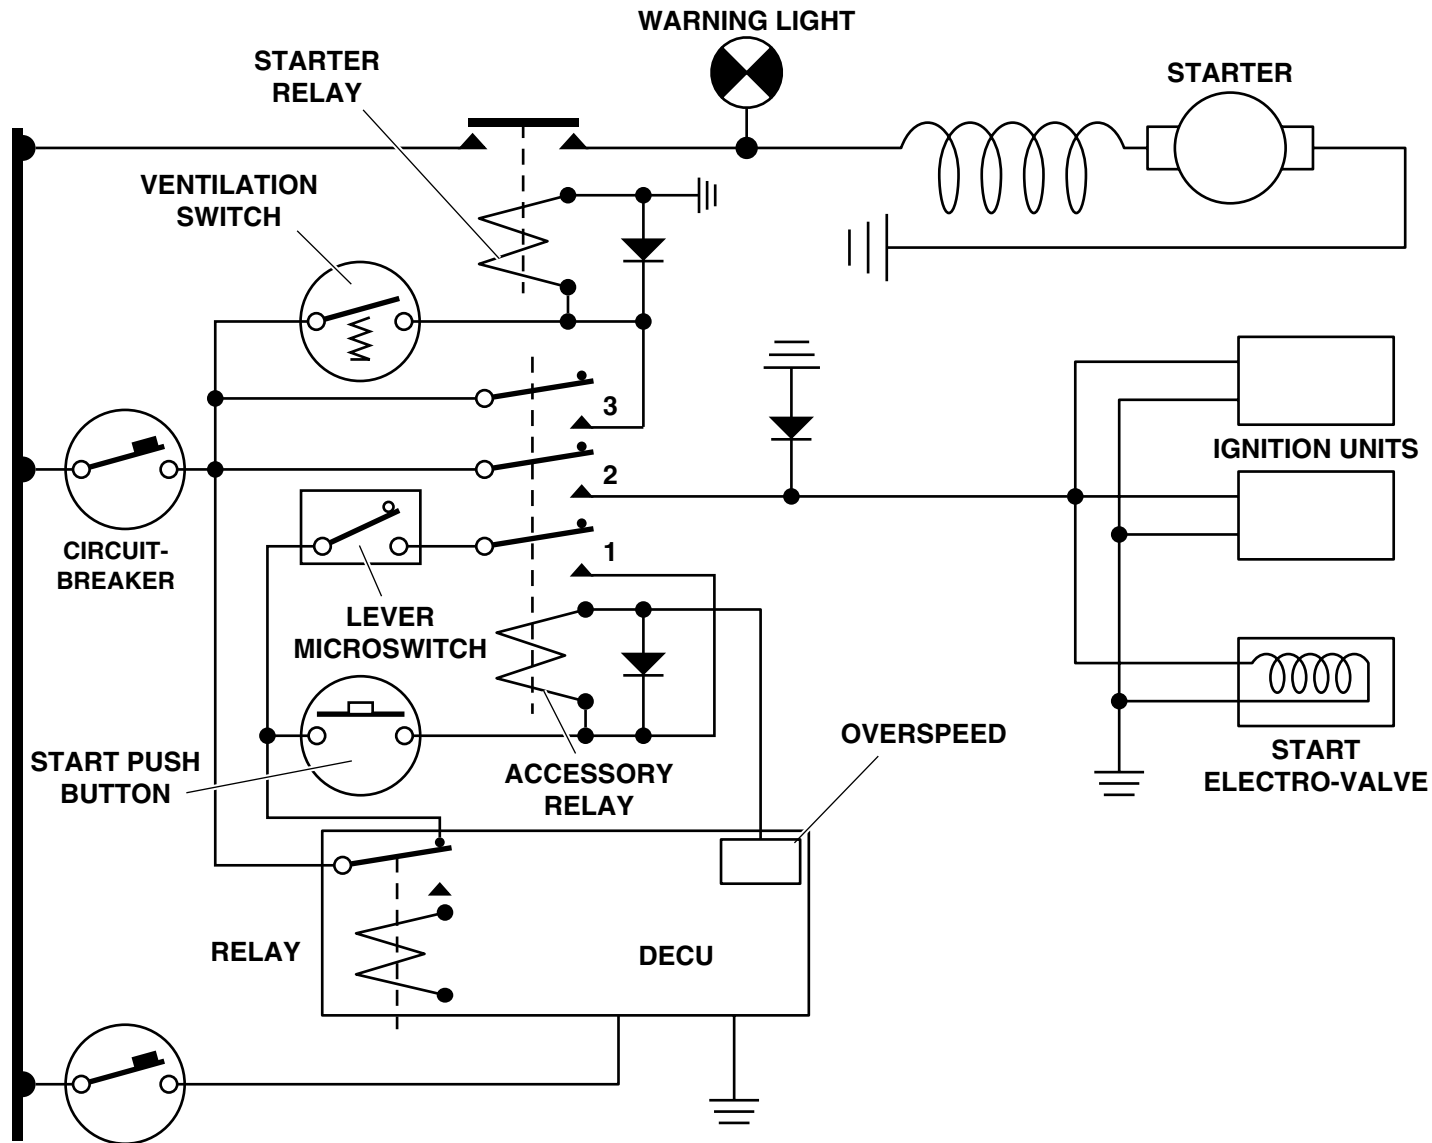 WARNING LIGHT
STARTER
RELAY
STARTER
VENTILATION
SWITCH
3
2
IGNITION UNITS
CIRCUIT-
BREAKER
1
LEVER
MICROSWITCH
START PUSH
BUTTON
ACCESSORY
RELAY
OVERSPEED
START
ELECTRO-VALVE
RELAY
DECU